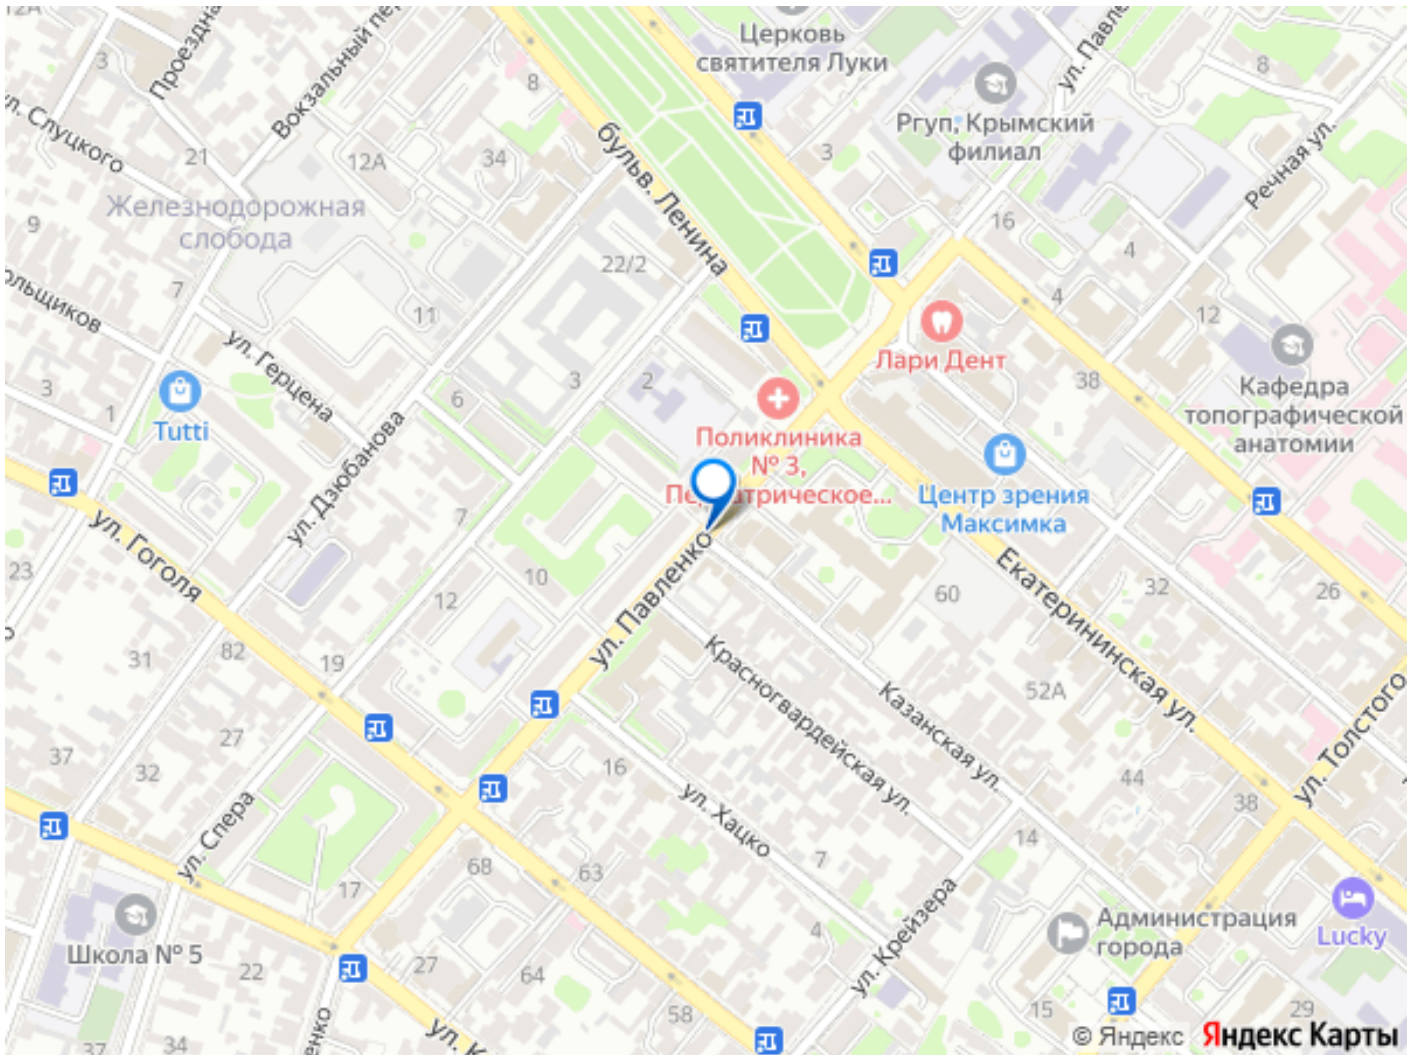 12А
Проездная
Вокзальный пер
3
ул. Слуцкого
21
12А
34
8
Церковь
святителя Луки
ул. Павле
8
Ргуп, Крымский
филиал
3
бульв. Ленина
Речная ул.
Железнодорожная
слобода
9
16
4
22/2
7
ольщиков
11
4
12
ул. Герцена
Лари Дент
3
2
38
Кафедра
топографической
анатомии
3
1
6
Tutti
Поликлиника
№ 3,
ул. Дзюбанова
Центр зрения
Максимка
7
ул. Гоголя
ул. Павленко
23
10
12
60
32
26
Екатерининская ул.
31
82
19
Красногвардейская ул.
Казанская ул.
52А
ул. Толстого
37
32
27
16
44
38
ул. Спера
ул. Хацко
14
7
68
63
17
ул. Крейзера
Школа № 5
4
Администрация
города
Lucky
22
27
64
58
15
29
37
34
енко
ул. К
© Яндекс Яндекс Карты